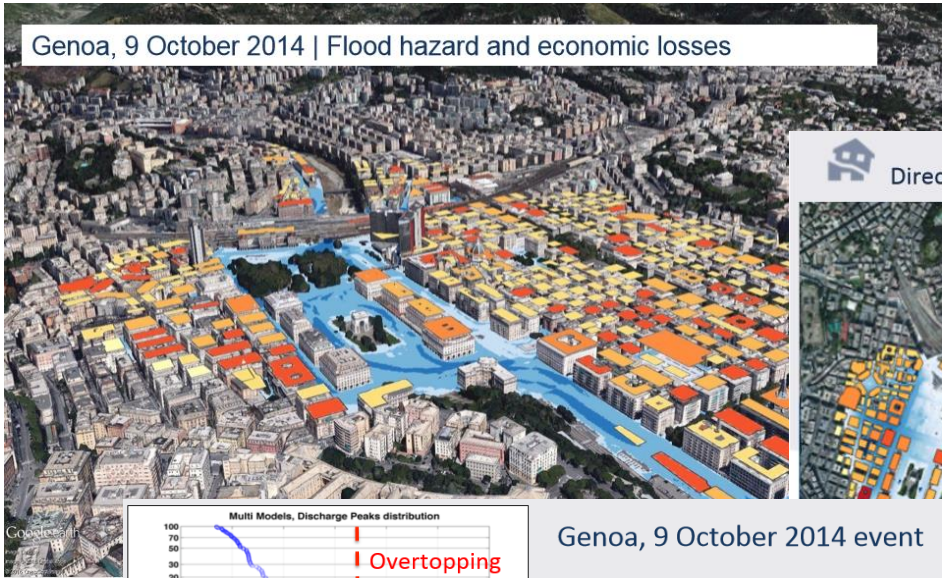 Genoa, 9 October 2014 | Flood hazard and economic losses
Direc
Google earth
Multi Models, Discharge Peaks distribution
100
70
50
30
20
Overtopping
Genoa, 9 October 2014 event